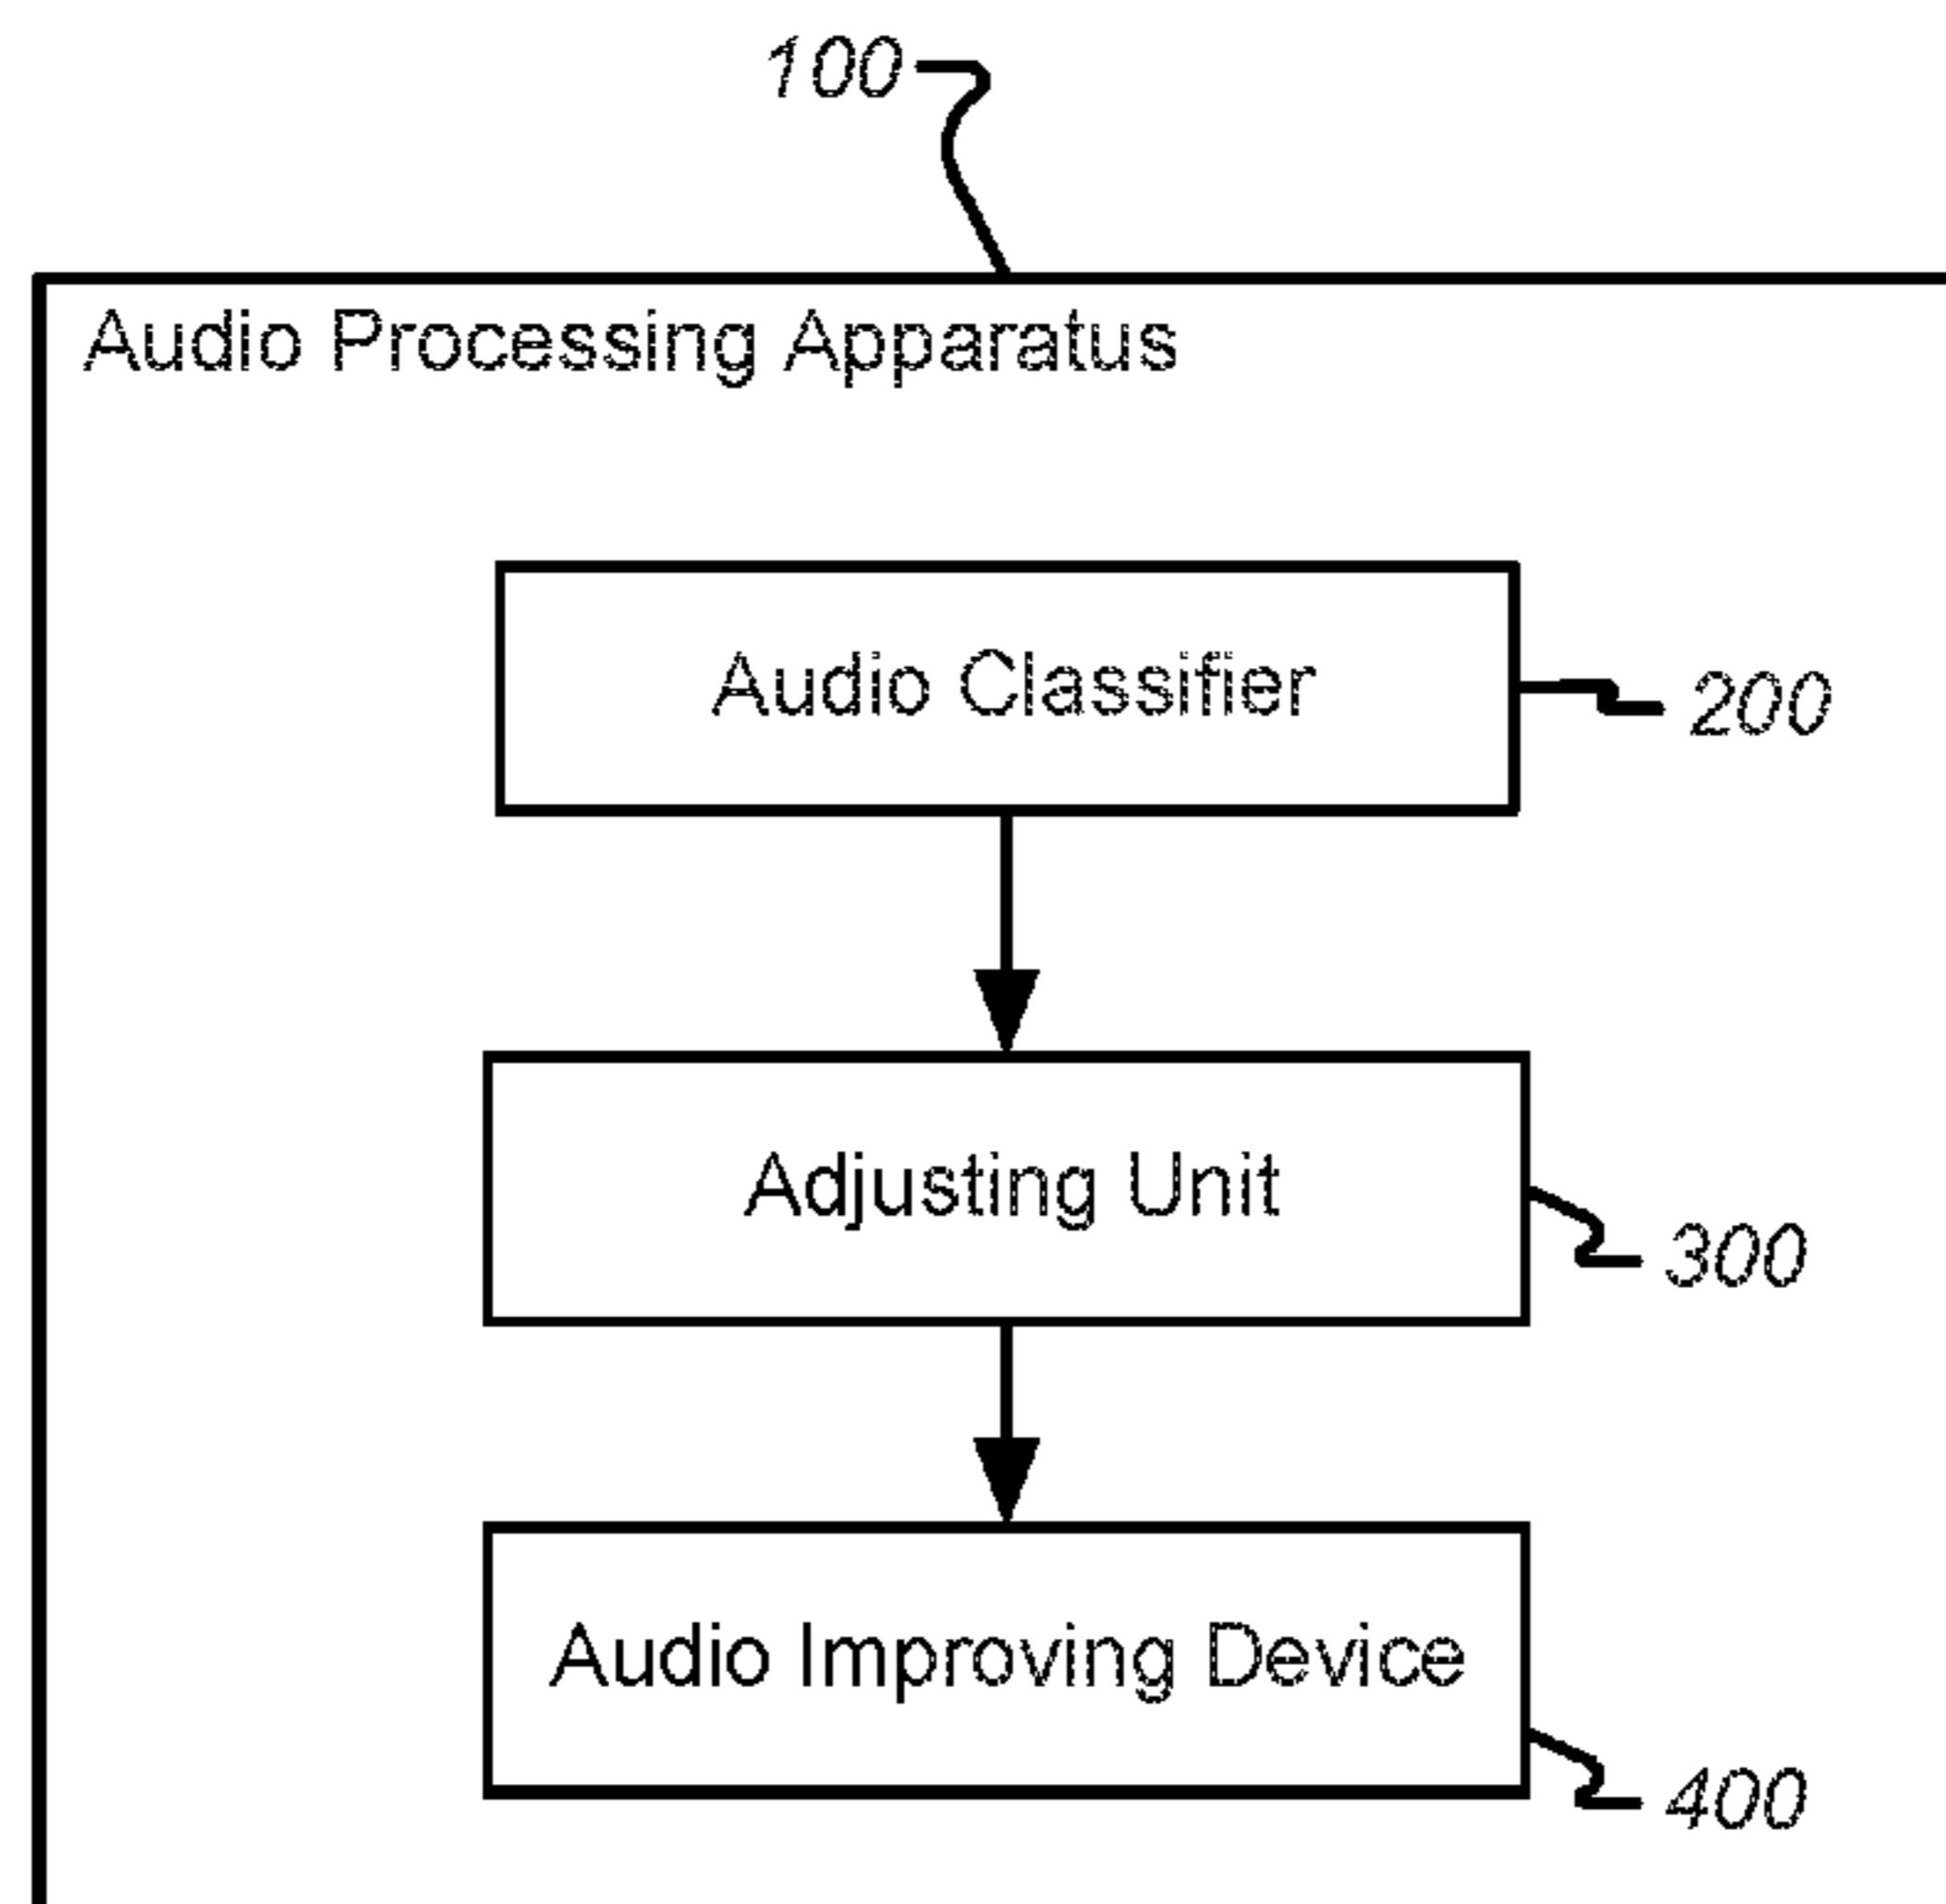 100
Audio Processing Apparatus
Audio Classifier
200
Adjusting Unit
300
Audio Improving Device
400